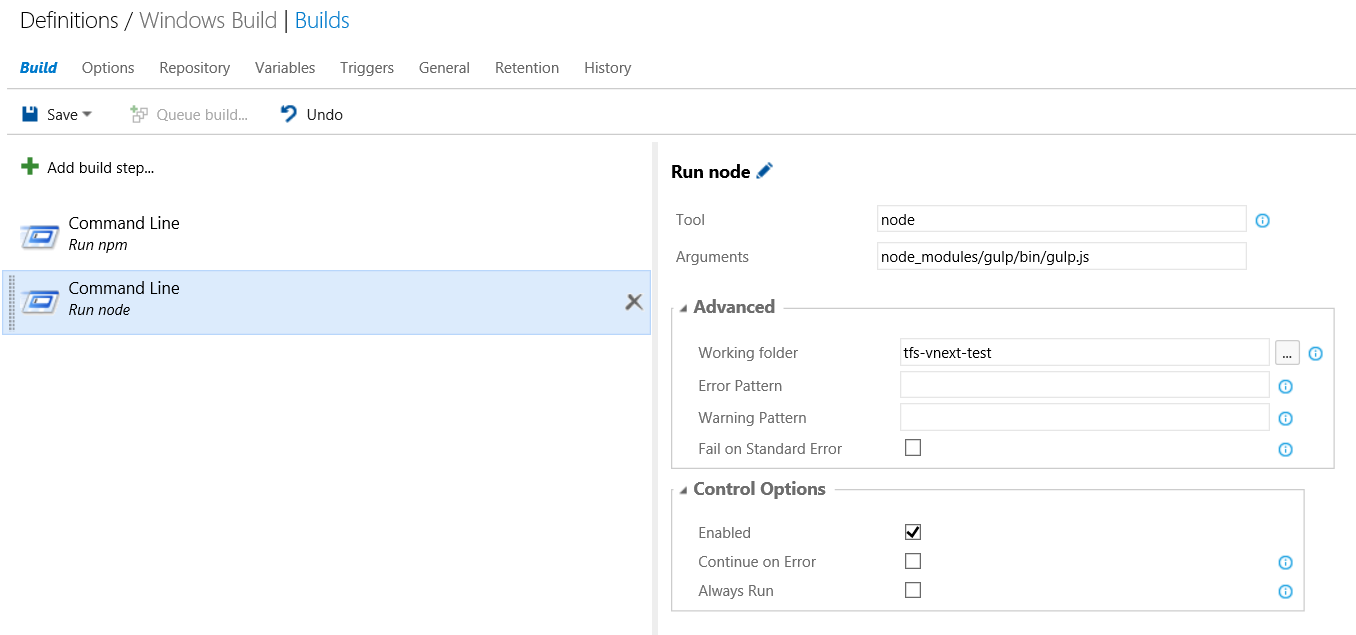 Definitions / Windows Build | Builds
Build Options Repository Variables Triggers General Retention History
Save Queue build... Undo
Add build step...
Command Line
Run npm
Command Line
Run node
Run node
Tool node
Arguments node_modules/gulp/bin/gulp.js
Advanced
Working folder tfs-vnext-test ...
Error Pattern
Warning Pattern
Fail on Standard Error
Control Options
Enabled
Continue on Error
Always Run